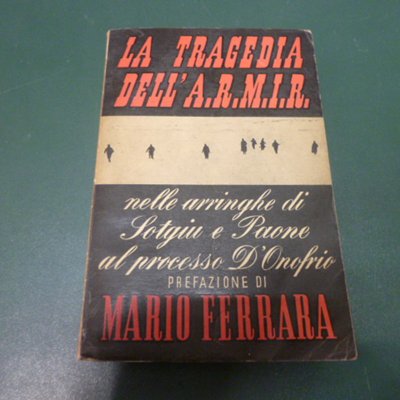 LA TRAGEDIA
DELL'A.R.M.I.R.
nelle arringhe di
Sotgiu e Paone
al processo D'Onofrio
PREFAZIONE DI
MARIO FERRARA